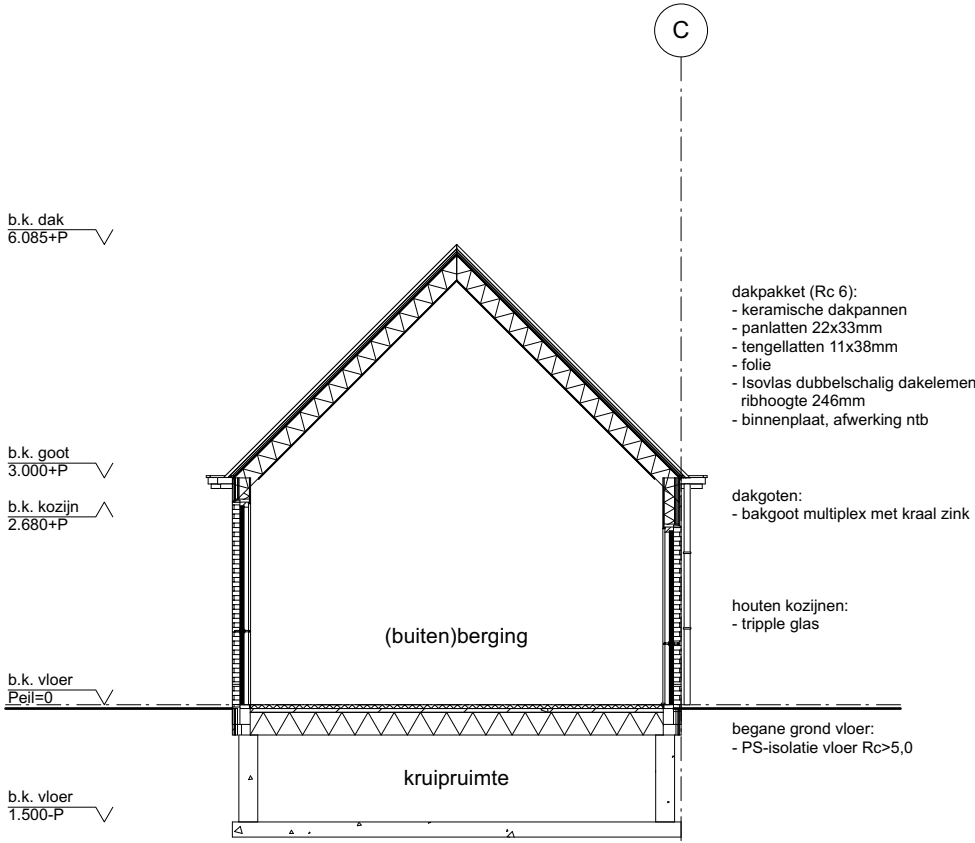 C
b.k. dak
6.085+P
dakpakket (Rc 6):
- keramische dakpannen
- panlatten 22x33mm
- tengellatten 11x38mm
- folie
- Isovlas dubbelschalig dakelemen
ribhoogte 246mm
- binnenplaat, afwerking ntb
b.k. goot
3.000+P
b.k. kozijn
2.680+P
dakgoten:
- bakgoot multiplex met kraal zink
houten kozijnen:
- tripple glas
(buiten)berging
b.k. vloer
Peil=0
begane grond vloer:
- PS-isolatie vloer Rc>5,0
kruipruimte
b.k. vloer
1.500-P